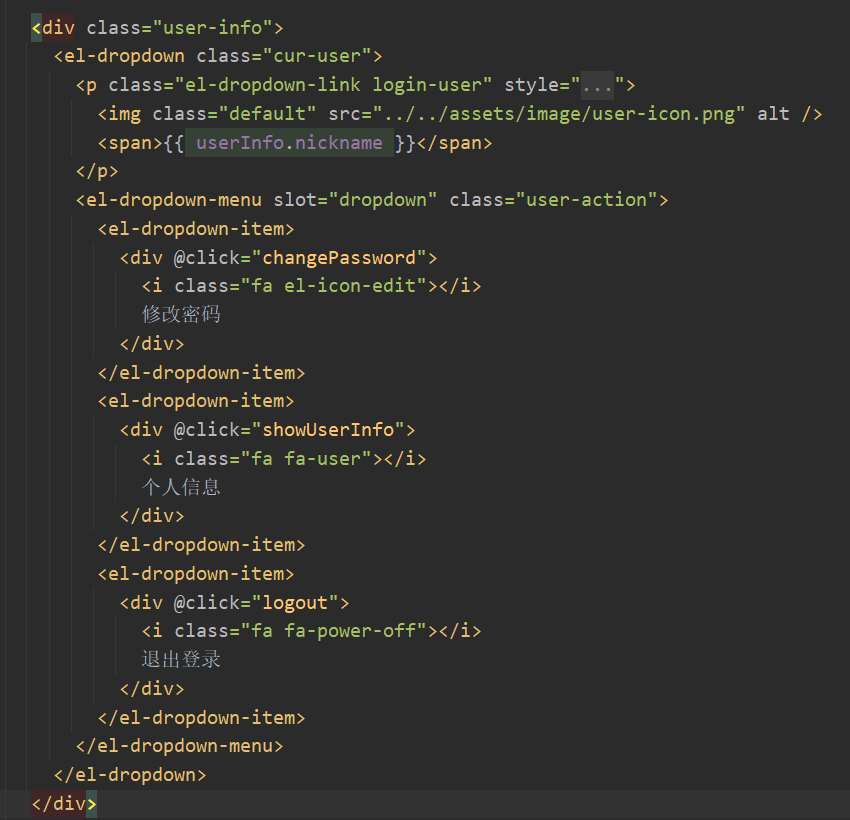 <div class="user-info">
<el-dropdown class="cur-user">
<p class="el-dropdown-link login-user" style="...">
<img class="default" src="../../assets/image/user-icon.png" alt />
<span>{{ userInfo.nickname }}</span>
</p>
<el-dropdown-menu slot="dropdown" class="user-action">
<el-dropdown-item>
<div @click="changePassword">
<i class="fa el-icon-edit"></i>
修改密码
</div>
</el-dropdown-item>
<el-dropdown-item>
<div @click="showUserInfo">
<i class="fa fa-user"></i>
个人信息
</div>
</el-dropdown-item>
<el-dropdown-item>
<div @click="logout">
<i class="fa fa-power-off"></i>
退出登录
</div>
</el-dropdown-item>
</el-dropdown-menu>
</el-dropdown>
</div>